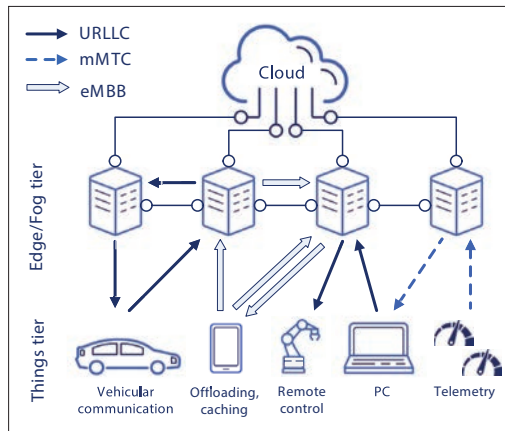 URLLC
mMTC
eMBB
Cloud
Edge/Fog tier
Things tier
Vehicular
communication
Offloading,
caching
Remote
control
PC
Telemetry